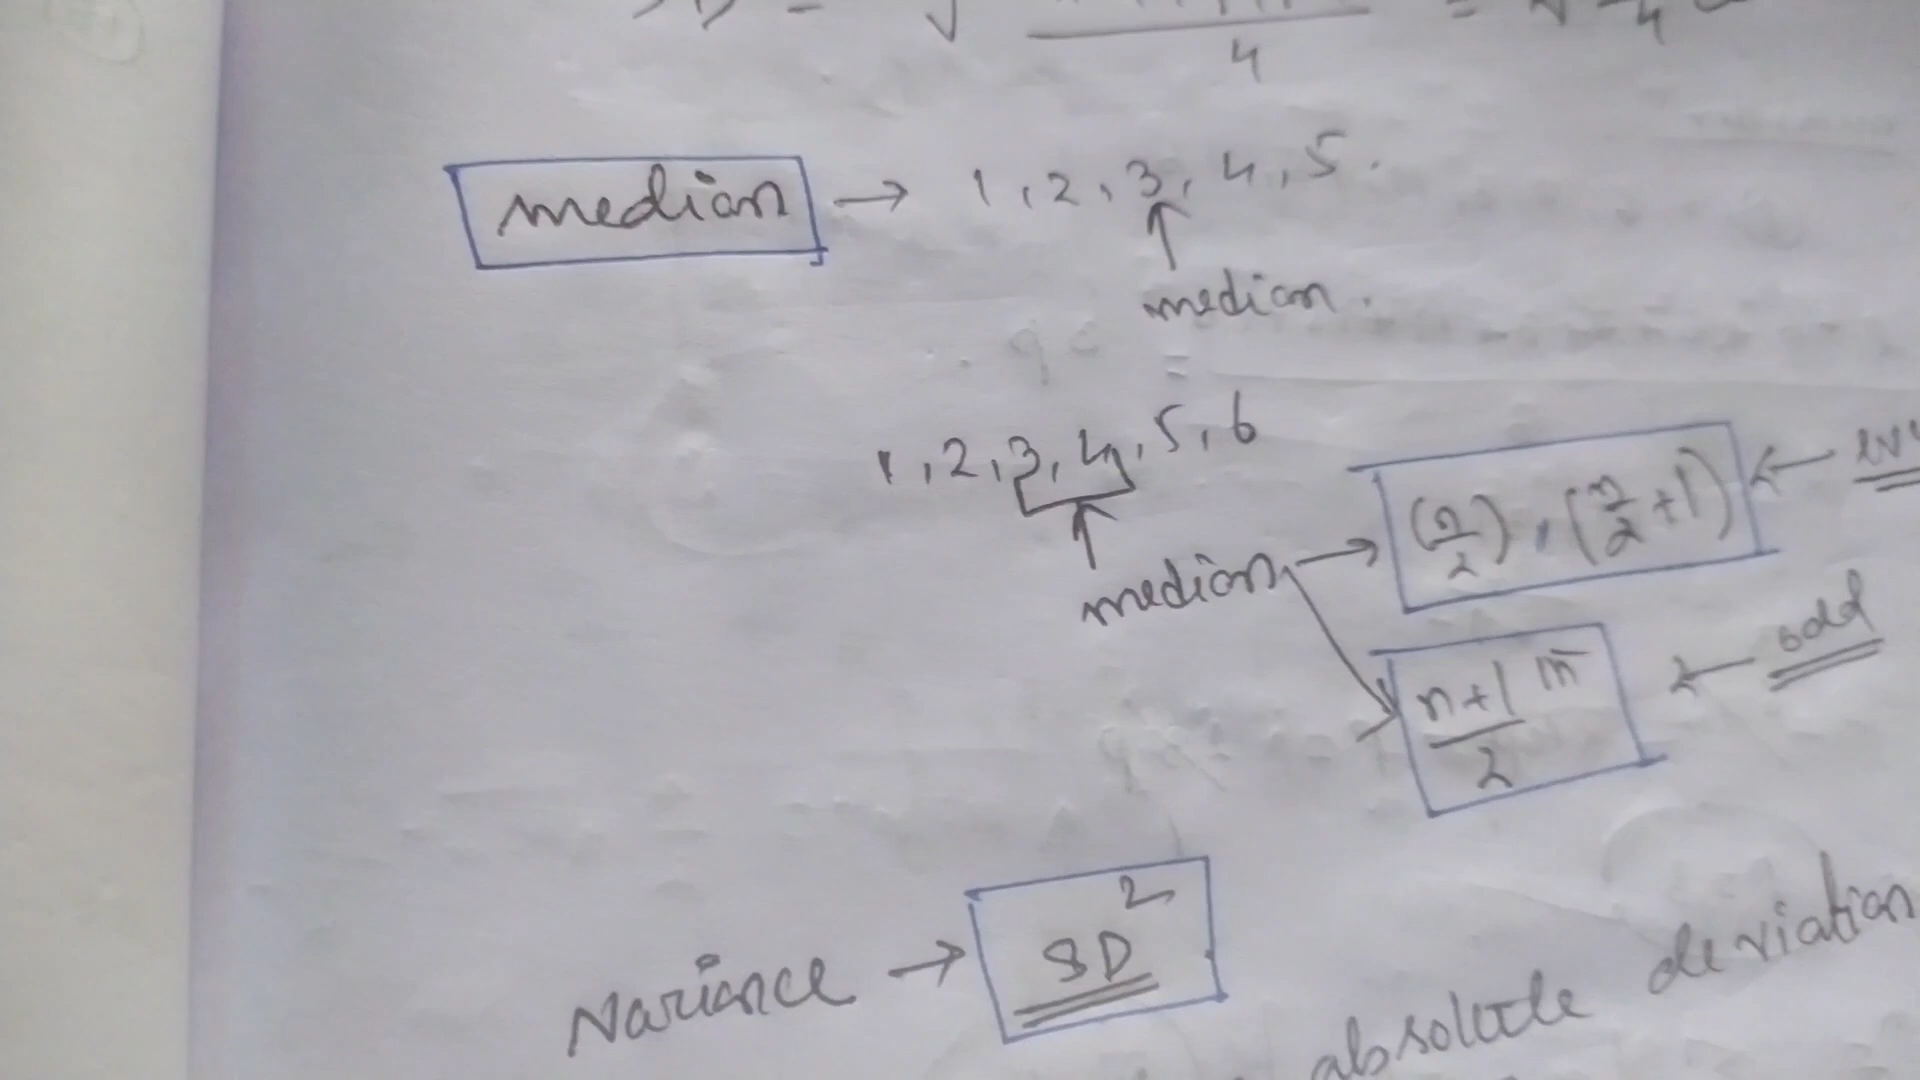 4
median → 1, 2, 3, 4, 5.
↑
median.
1, 2, 3, 4, 5, 6
↑
median → (n/2), (n/2 + 1) ←
n+1/2 ← odd
Variance → SD²
absolute deviation